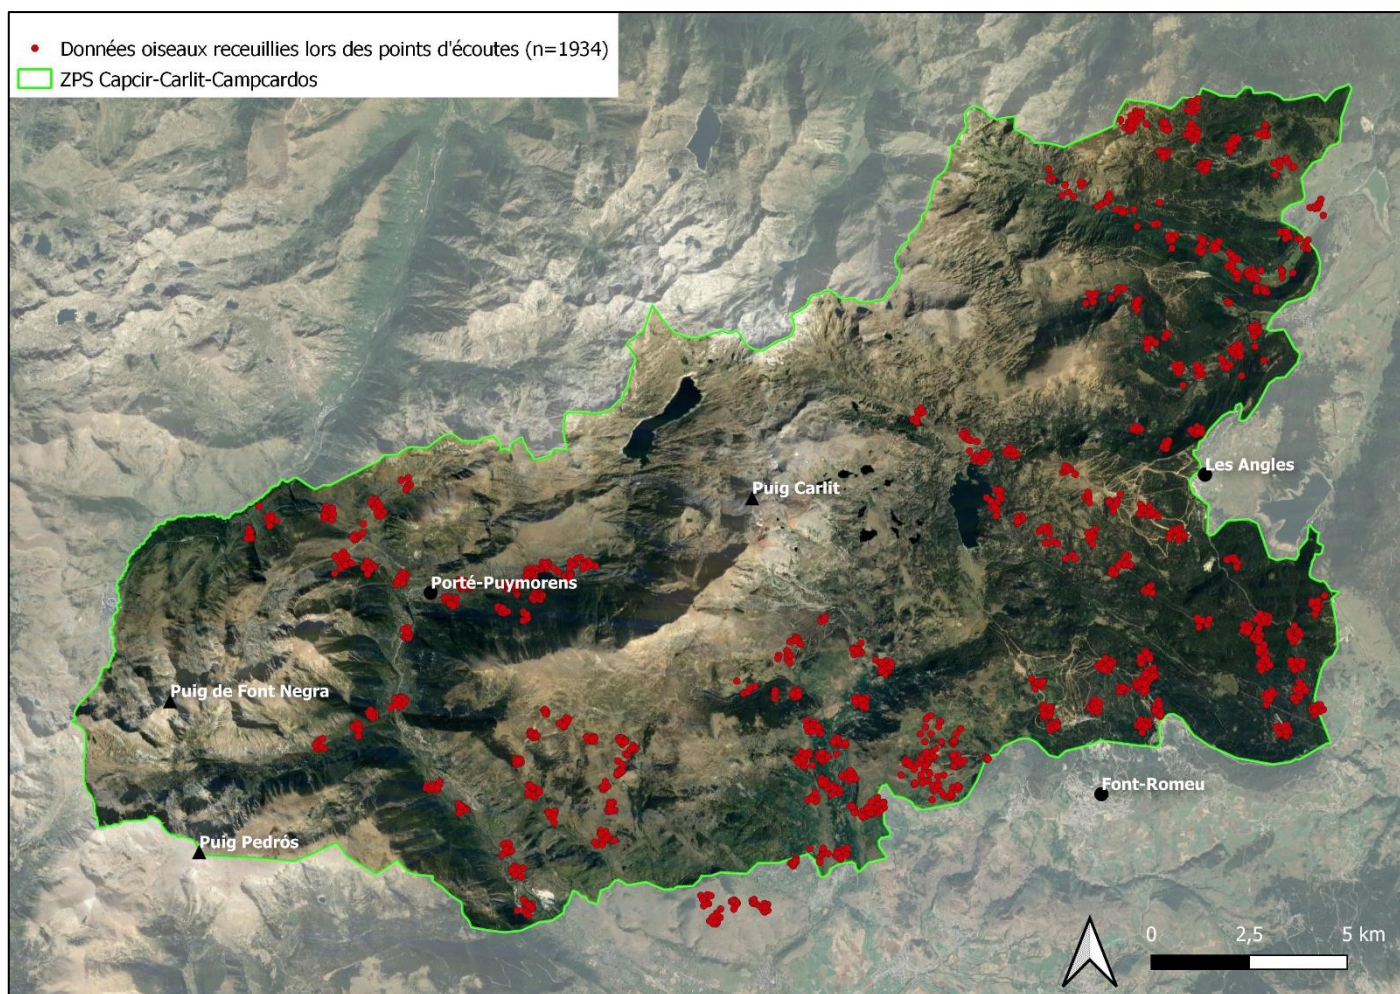 Données oiseaux receuillies lors des points d'écoutes (n=1934)
ZPS Capcir-Carlit-Campcardos
Les Angles
Puig Carlit
Porté-Puymorens
Puig de Font Negra
Font-Romeu
Puig Pedrós
0 2,5 5 km